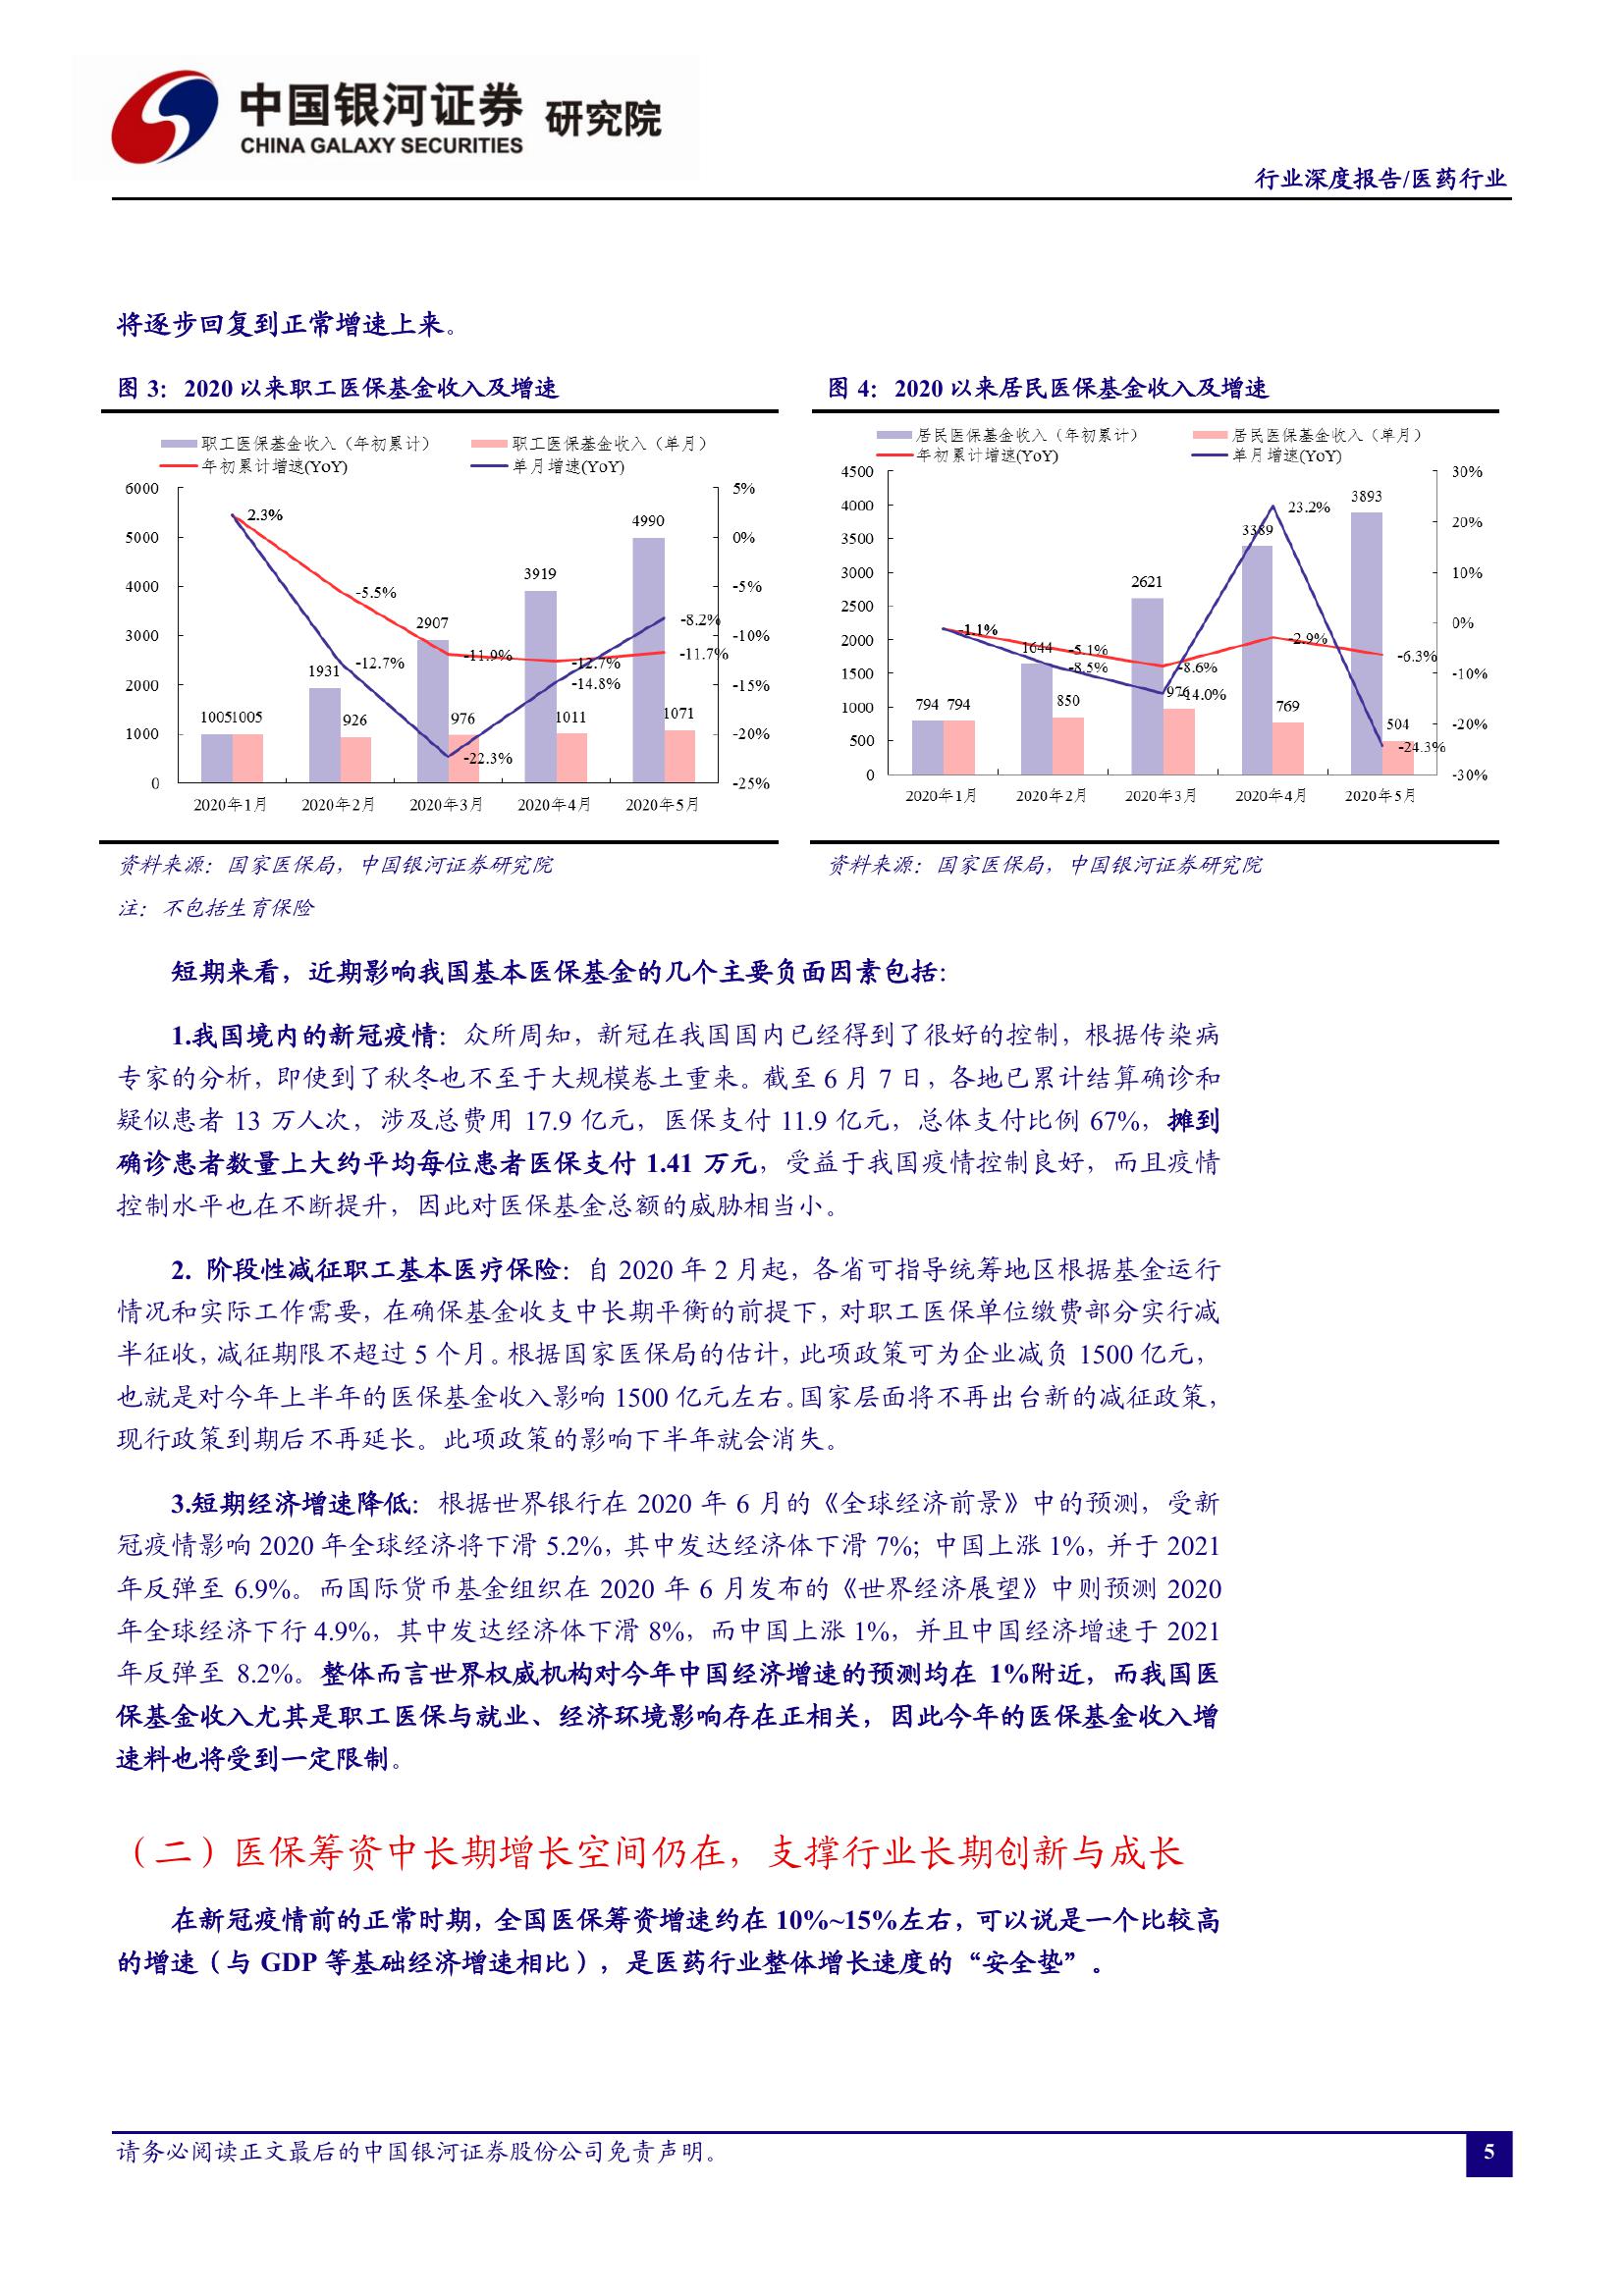 中国银河证券 研究院
CHINA GALAXY SECURITIES
行业深度报告/医药行业
将逐步回复到正常增速上来。
图 3：2020 以来职工医保基金收入及增速
职工医保基金收入（年初累计） 职工医保基金收入（单月）
年初累计增速(YoY) 单月增速(YoY)
6000
5000
4000
3000
2000
1000
0
5%
0%
-5%
-10%
-15%
-20%
-25%
1005 1931 2907 3919 4990
1005 926 976 1011 1071
2.3% -5.5% -11.9% -12.7% -11.7%
-12.7% -22.3% -14.8% -8.2%
2020年1月 2020年2月 2020年3月 2020年4月 2020年5月
资料来源：国家医保局，中国银河证券研究院
注：不包括生育保险
图 4：2020 以来居民医保基金收入及增速
居民医保基金收入（年初累计） 居民医保基金收入（单月）
年初累计增速(YoY) 单月增速(YoY)
4500
4000
3500
3000
2500
2000
1500
1000
500
0
30%
20%
10%
0%
-10%
-20%
-30%
794 1644 2621 3389 3893
794 850 976 769 504
-1.1% -5.1% -8.6% -2.9% -6.3%
-8.5% -14.0% 23.2% -24.3%
2020年1月 2020年2月 2020年3月 2020年4月 2020年5月
资料来源：国家医保局，中国银河证券研究院
短期来看，近期影响我国基本医保基金的几个主要负面因素包括：
1.我国境内的新冠疫情：众所周知，新冠在我国国内已经得到了很好的控制，根据传染病
专家的分析，即使到了秋冬也不至于大规模卷土重来。截至 6 月 7 日，各地已累计结算确诊和
疑似患者 13 万人次，涉及总费用 17.9 亿元，医保支付 11.9 亿元，总体支付比例 67%，摊到
确诊患者数量上大约平均每位患者医保支付 1.41 万元，受益于我国疫情控制良好，而且疫情
控制水平也在不断提升，因此对医保基金总额的威胁相当小。
2. 阶段性减征职工基本医疗保险：自 2020 年 2 月起，各省可指导统筹地区根据基金运行
情况和实际工作需要，在确保基金收支中长期平衡的前提下，对职工医保单位缴费部分实行减
半征收，减征期限不超过 5 个月。根据国家医保局的估计，此项政策可为企业减负 1500 亿元，
也就是对今年上半年的医保基金收入影响 1500 亿元左右。国家层面将不再出台新的减征政策，
现行政策到期后不再延长。此项政策的影响下半年就会消失。
3.短期经济增速降低：根据世界银行在 2020 年 6 月的《全球经济前景》中的预测，受新
冠疫情影响 2020 年全球经济将下滑 5.2%，其中发达经济体下滑 7%；中国上涨 1%，并于 2021
年反弹至 6.9%。而国际货币基金组织在 2020 年 6 月发布的《世界经济展望》中则预测 2020
年全球经济下行 4.9%，其中发达经济体下滑 8%，而中国上涨 1%，并且中国经济增速于 2021
年反弹至 8.2%。整体而言世界权威机构对今年中国经济增速的预测均在 1%附近，而我国医
保基金收入尤其是职工医保与就业、经济环境影响存在正相关，因此今年的医保基金收入增
速料也将受到一定限制。
（二）医保筹资中长期增长空间仍在，支撑行业长期创新与成长
在新冠疫情前的正常时期，全国医保筹资增速约在 10%~15%左右，可以说是一个比较高
的增速（与 GDP 等基础经济增速相比），是医药行业整体增长速度的“安全垫”。
请务必阅读正文最后的中国银河证券股份公司免责声明。
5